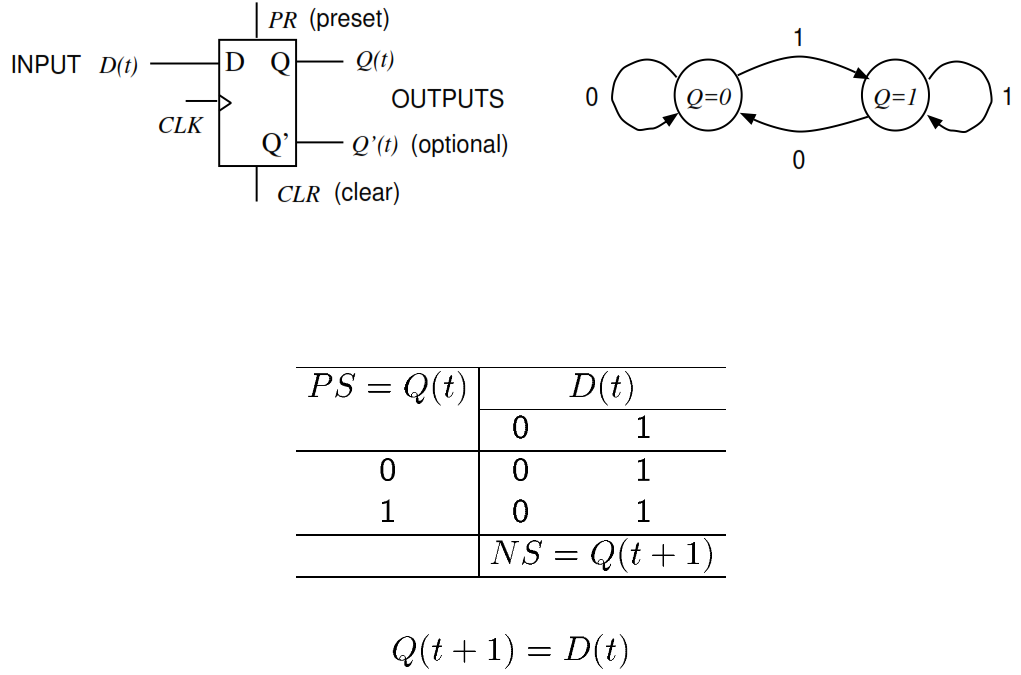 PR (preset)
INPUT D(t) D Q Q(t)
OUTPUTS
CLK
Q' Q'(t) (optional)
CLR (clear)
1
0 Q=0 Q=1 1
0
PS = Q(t) D(t)
0 1
0 0 1
1 0 1
NS = Q(t + 1)
Q(t + 1) = D(t)